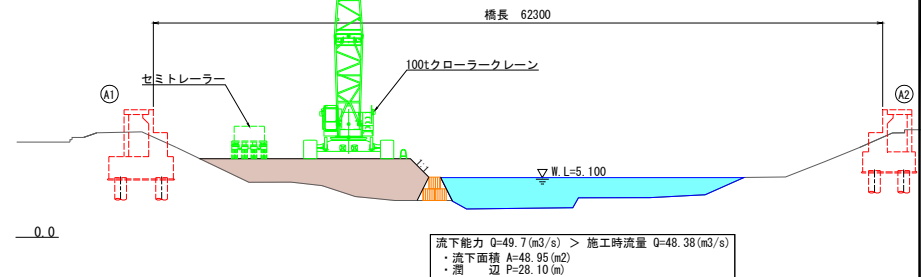 橋長 62300
100tクローラークレーン
セミトレーラー
A1
A2
1:1
W.L=5.100
0.0
流下能力 Q=49.7(m3/s) > 施工時流量 Q=48.38(m3/s)
・流下面積 A=48.95(m2)
・潤 辺 P=28.10(m)